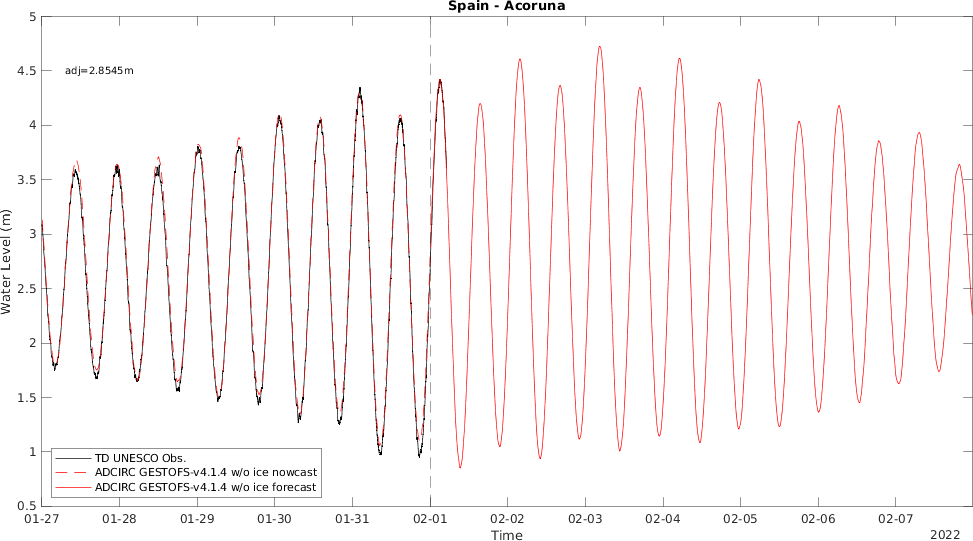 Spain - Acoruna
5
4.5
adj=2.8545m
4
3.5
3
2.5
2
1.5
1
0.5
Water Level (m)
TD UNESCO Obs.
ADCIRC GESTOFS-v4.1.4 w/o ice nowcast
ADCIRC GESTOFS-v4.1.4 w/o ice forecast
01-27 01-28 01-29 01-30 01-31 02-01 02-02 02-03 02-04 02-05 02-06 02-07
Time
2022